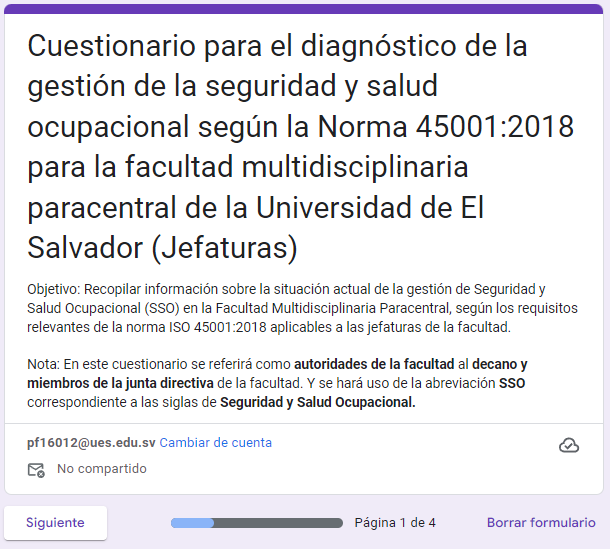 Cuestionario para el diagnóstico de la
gestión de la seguridad y salud
ocupacional según la Norma 45001:2018
para la facultad multidisciplinaria
paracentral de la Universidad de El
Salvador (Jefaturas)
Objetivo: Recopilar información sobre la situación actual de la gestión de Seguridad y
Salud Ocupacional (SSO) en la Facultad Multidisciplinaria Paracentral, según los requisitos
relevantes de la norma ISO 45001:2018 aplicables a las jefaturas de la facultad.
Nota: En este cuestionario se referirá como autoridades de la facultad al decano y
miembros de la junta directiva de la facultad. Y se hará uso de la abreviación SSO
correspondiente a las siglas de Seguridad y Salud Ocupacional.
pf16012@ues.edu.sv Cambiar de cuenta
No compartido
Siguiente Página 1 de 4 Borrar formulario